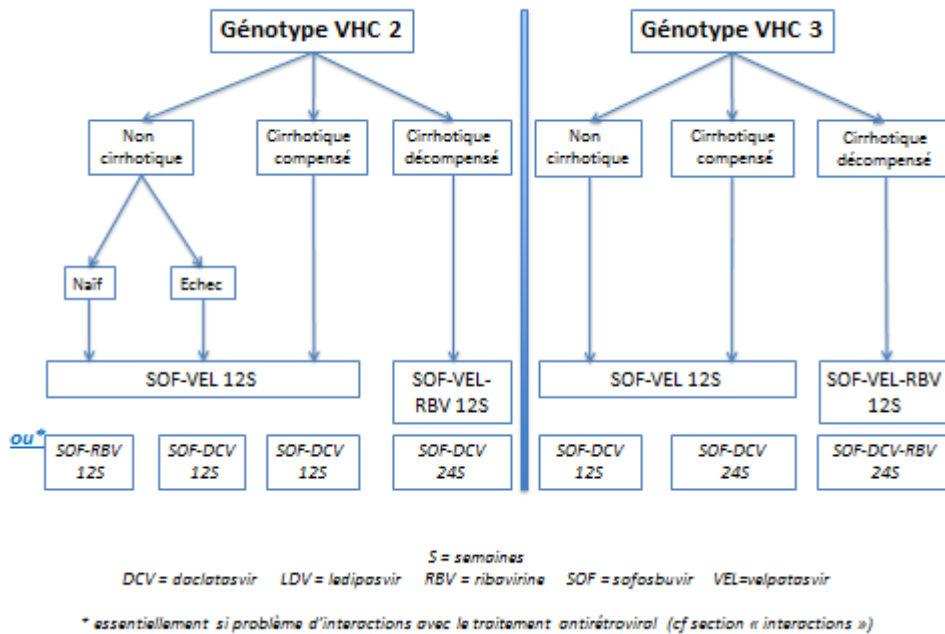 Génotype VHC 2
Génotype VHC 3
Non
cirrhotique
Cirrhotique
compensé
Cirrhotique
décompensé
Non
cirrhotique
Cirrhotique
compensé
Cirrhotique
décompensé
Naïf
Echec
SOF-VEL 12S
SOF-VEL-
RBV 12S
SOF-VEL 12S
SOF-VEL-RBV
12S
ou*
SOF-RBV
12S
SOF-DCV
12S
SOF-DCV
12S
SOF-DCV
24S
SOF-DCV
12S
SOF-DCV
24S
SOF-DCV-RBV
24S
S = semaines
DCV = daclatasvir LDV = ledipasvir RBV = ribavirine SOF = sofosbuvir VEL=velpatasvir
* essentiellement si problème d'interactions avec le traitement antirétroviral (cf section « interactions »)